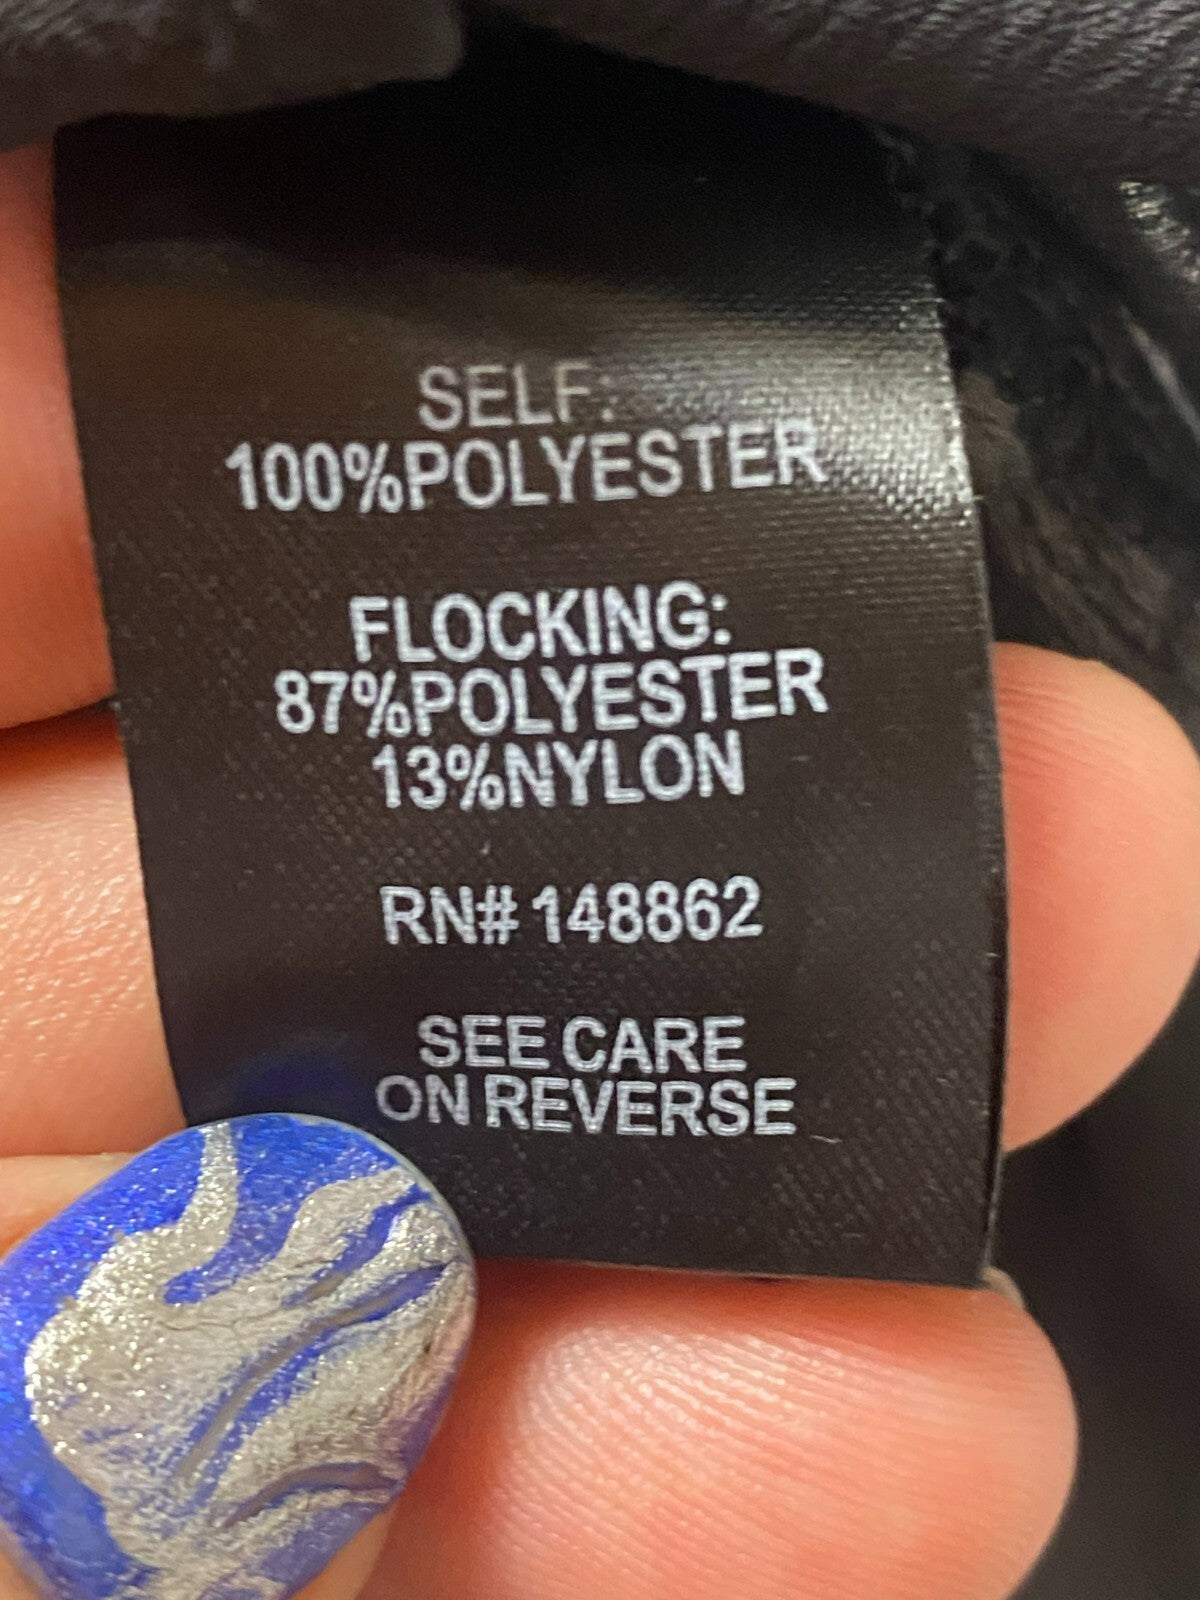 SELF:
100%POLYESTER
FLOCKING:
87%POLYESTER
13%NYLON
RN# 148862
SEE CARE
ON REVERSE